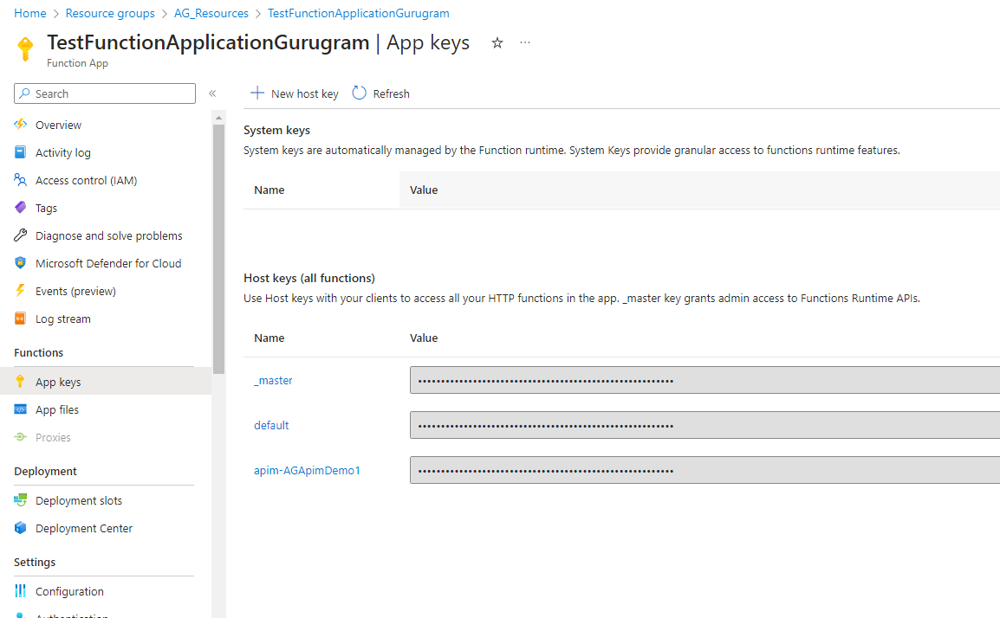 Home > Resource groups > AG_Resources > TestFunctionApplicationGurugram
TestFunctionApplicationGurugram | App keys
Function App
Search
Overview
Activity log
Access control (IAM)
Tags
Diagnose and solve problems
Microsoft Defender for Cloud
Events (preview)
Log stream
Functions
App keys
App files
Proxies
Deployment
Deployment slots
Deployment Center
Settings
Configuration
Authentication
New host key Refresh
System keys
System keys are automatically managed by the Function runtime. System Keys provide granular access to functions runtime features.
Name Value
Host keys (all functions)
Use Host keys with your clients to access all your HTTP functions in the app. _master key grants admin access to Functions Runtime APIs.
Name Value
_master
default
apim-AGApimDemo1